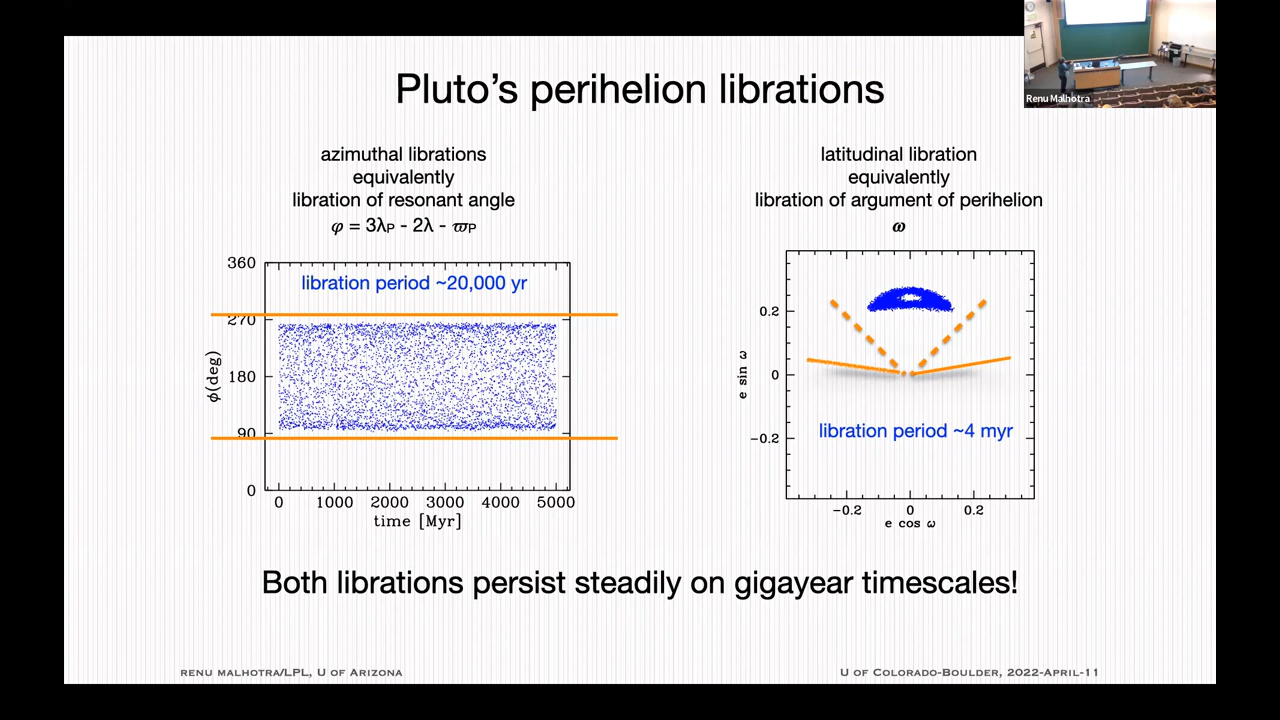 Renu Malhotra
Pluto’s perihelion librations
azimuthal librations
equivalently
libration of resonant angle
φ = 3λP - 2λ - ϖP
latitudinal libration
equivalently
libration of argument of perihelion
ω
360
270
180
90
0
φ(deg)
libration period ~20,000 yr
0 1000 2000 3000 4000 5000
time [Myr]
0.2
0
−0.2
e sin ω
libration period ~4 myr
−0.2 0 0.2
e cos ω
Both librations persist steadily on gigayear timescales!
RENU MALHOTRA/LPL, U OF ARIZONA
U OF COLORADO-BOULDER, 2022-APRIL-11